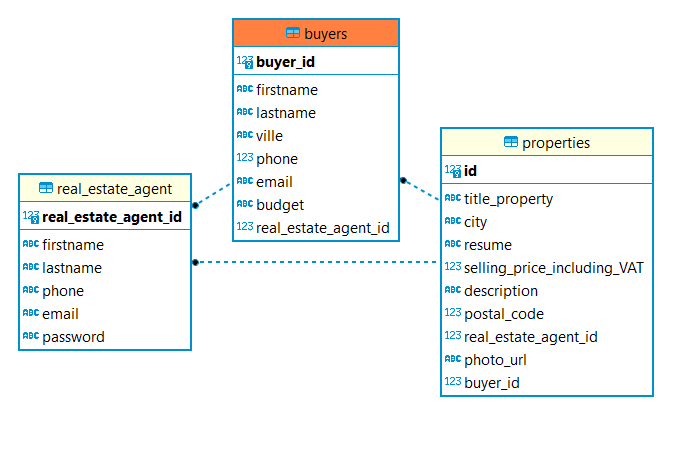 buyers
123 buyer_id
ABC firstname
ABC lastname
ABC ville
123 phone
ABC email
ABC budget
123 real_estate_agent_id
real_estate_agent
123 real_estate_agent_id
ABC firstname
ABC lastname
ABC phone
ABC email
ABC password
properties
123 id
ABC title_property
ABC city
ABC resume
123 selling_price_including_VAT
ABC description
123 postal_code
123 real_estate_agent_id
ABC photo_url
123 buyer_id